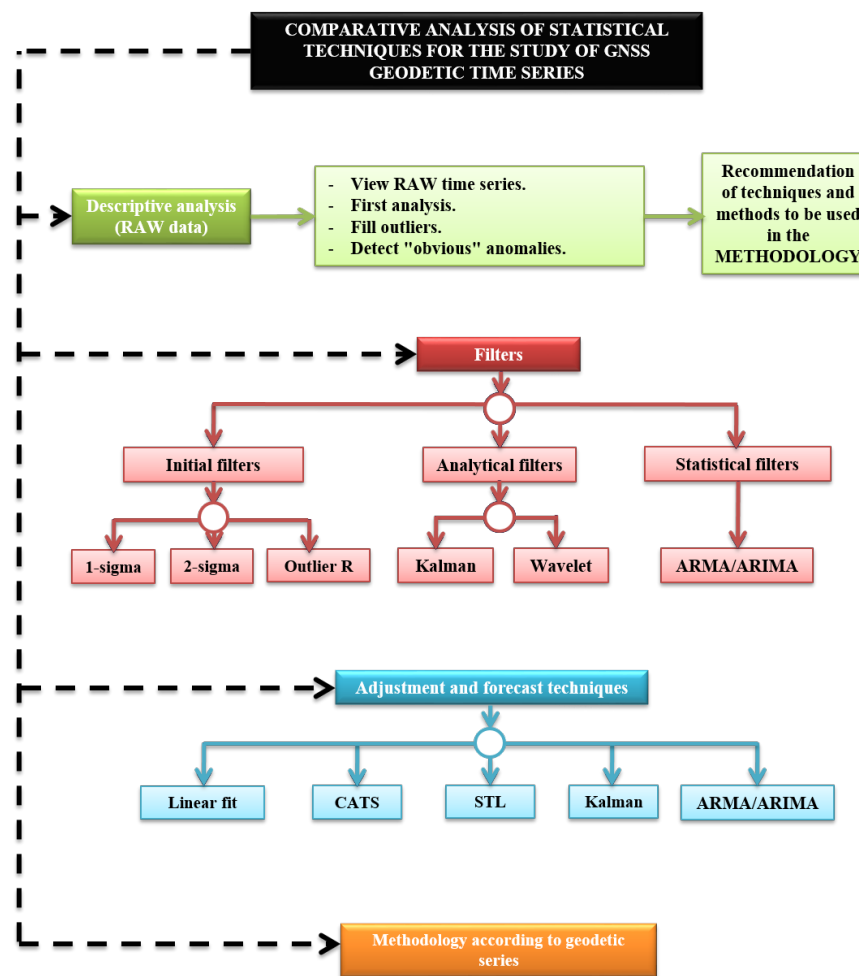 COMPARATIVE ANALYSIS OF STATISTICAL
TECHNIQUES FOR THE STUDY OF GNSS
GEODETIC TIME SERIES
Descriptive analysis
(RAW data)
- View RAW time series.
- First analysis.
- Fill outliers.
- Detect "obvious" anomalies.
Recommendation
of techniques and
methods to be used
in the
METHODOLOGY
Filters
Initial filters
Analytical filters
Statistical filters
1-sigma
2-sigma
Outlier R
Kalman
Wavelet
ARMA/ARIMA
Adjustment and forecast techniques
Linear fit
CATS
STL
Kalman
ARMA/ARIMA
Methodology according to geodetic
series